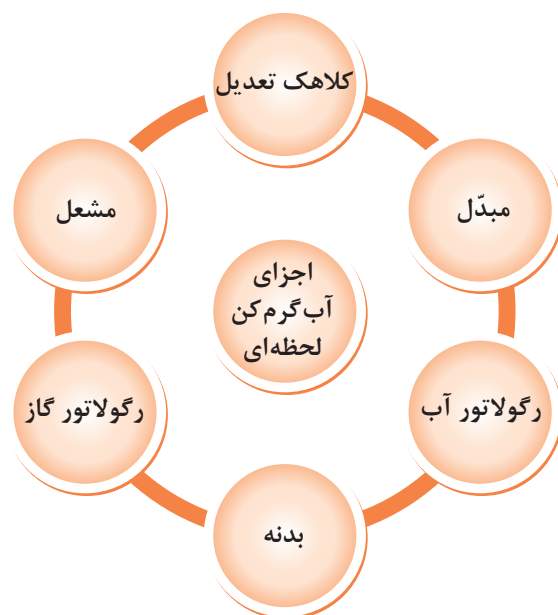 کلاهک تعدیل
مبدّل
مشعل
اجزای
آب‌گرم‌کن
لحظه‌ای
رگولاتور آب
رگولاتور گاز
بدنه